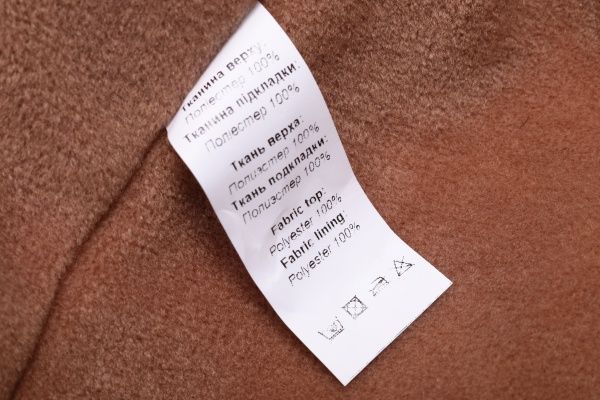 Тканина верху:
Поліестер 100%
Тканина підкладки:
Поліестер 100%
Ткань верха:
Полиэстер 100%
Ткань подкладки:
Полиэстер 100%
Fabric top:
Polyester 100%
Fabric lining:
Polyester 100%